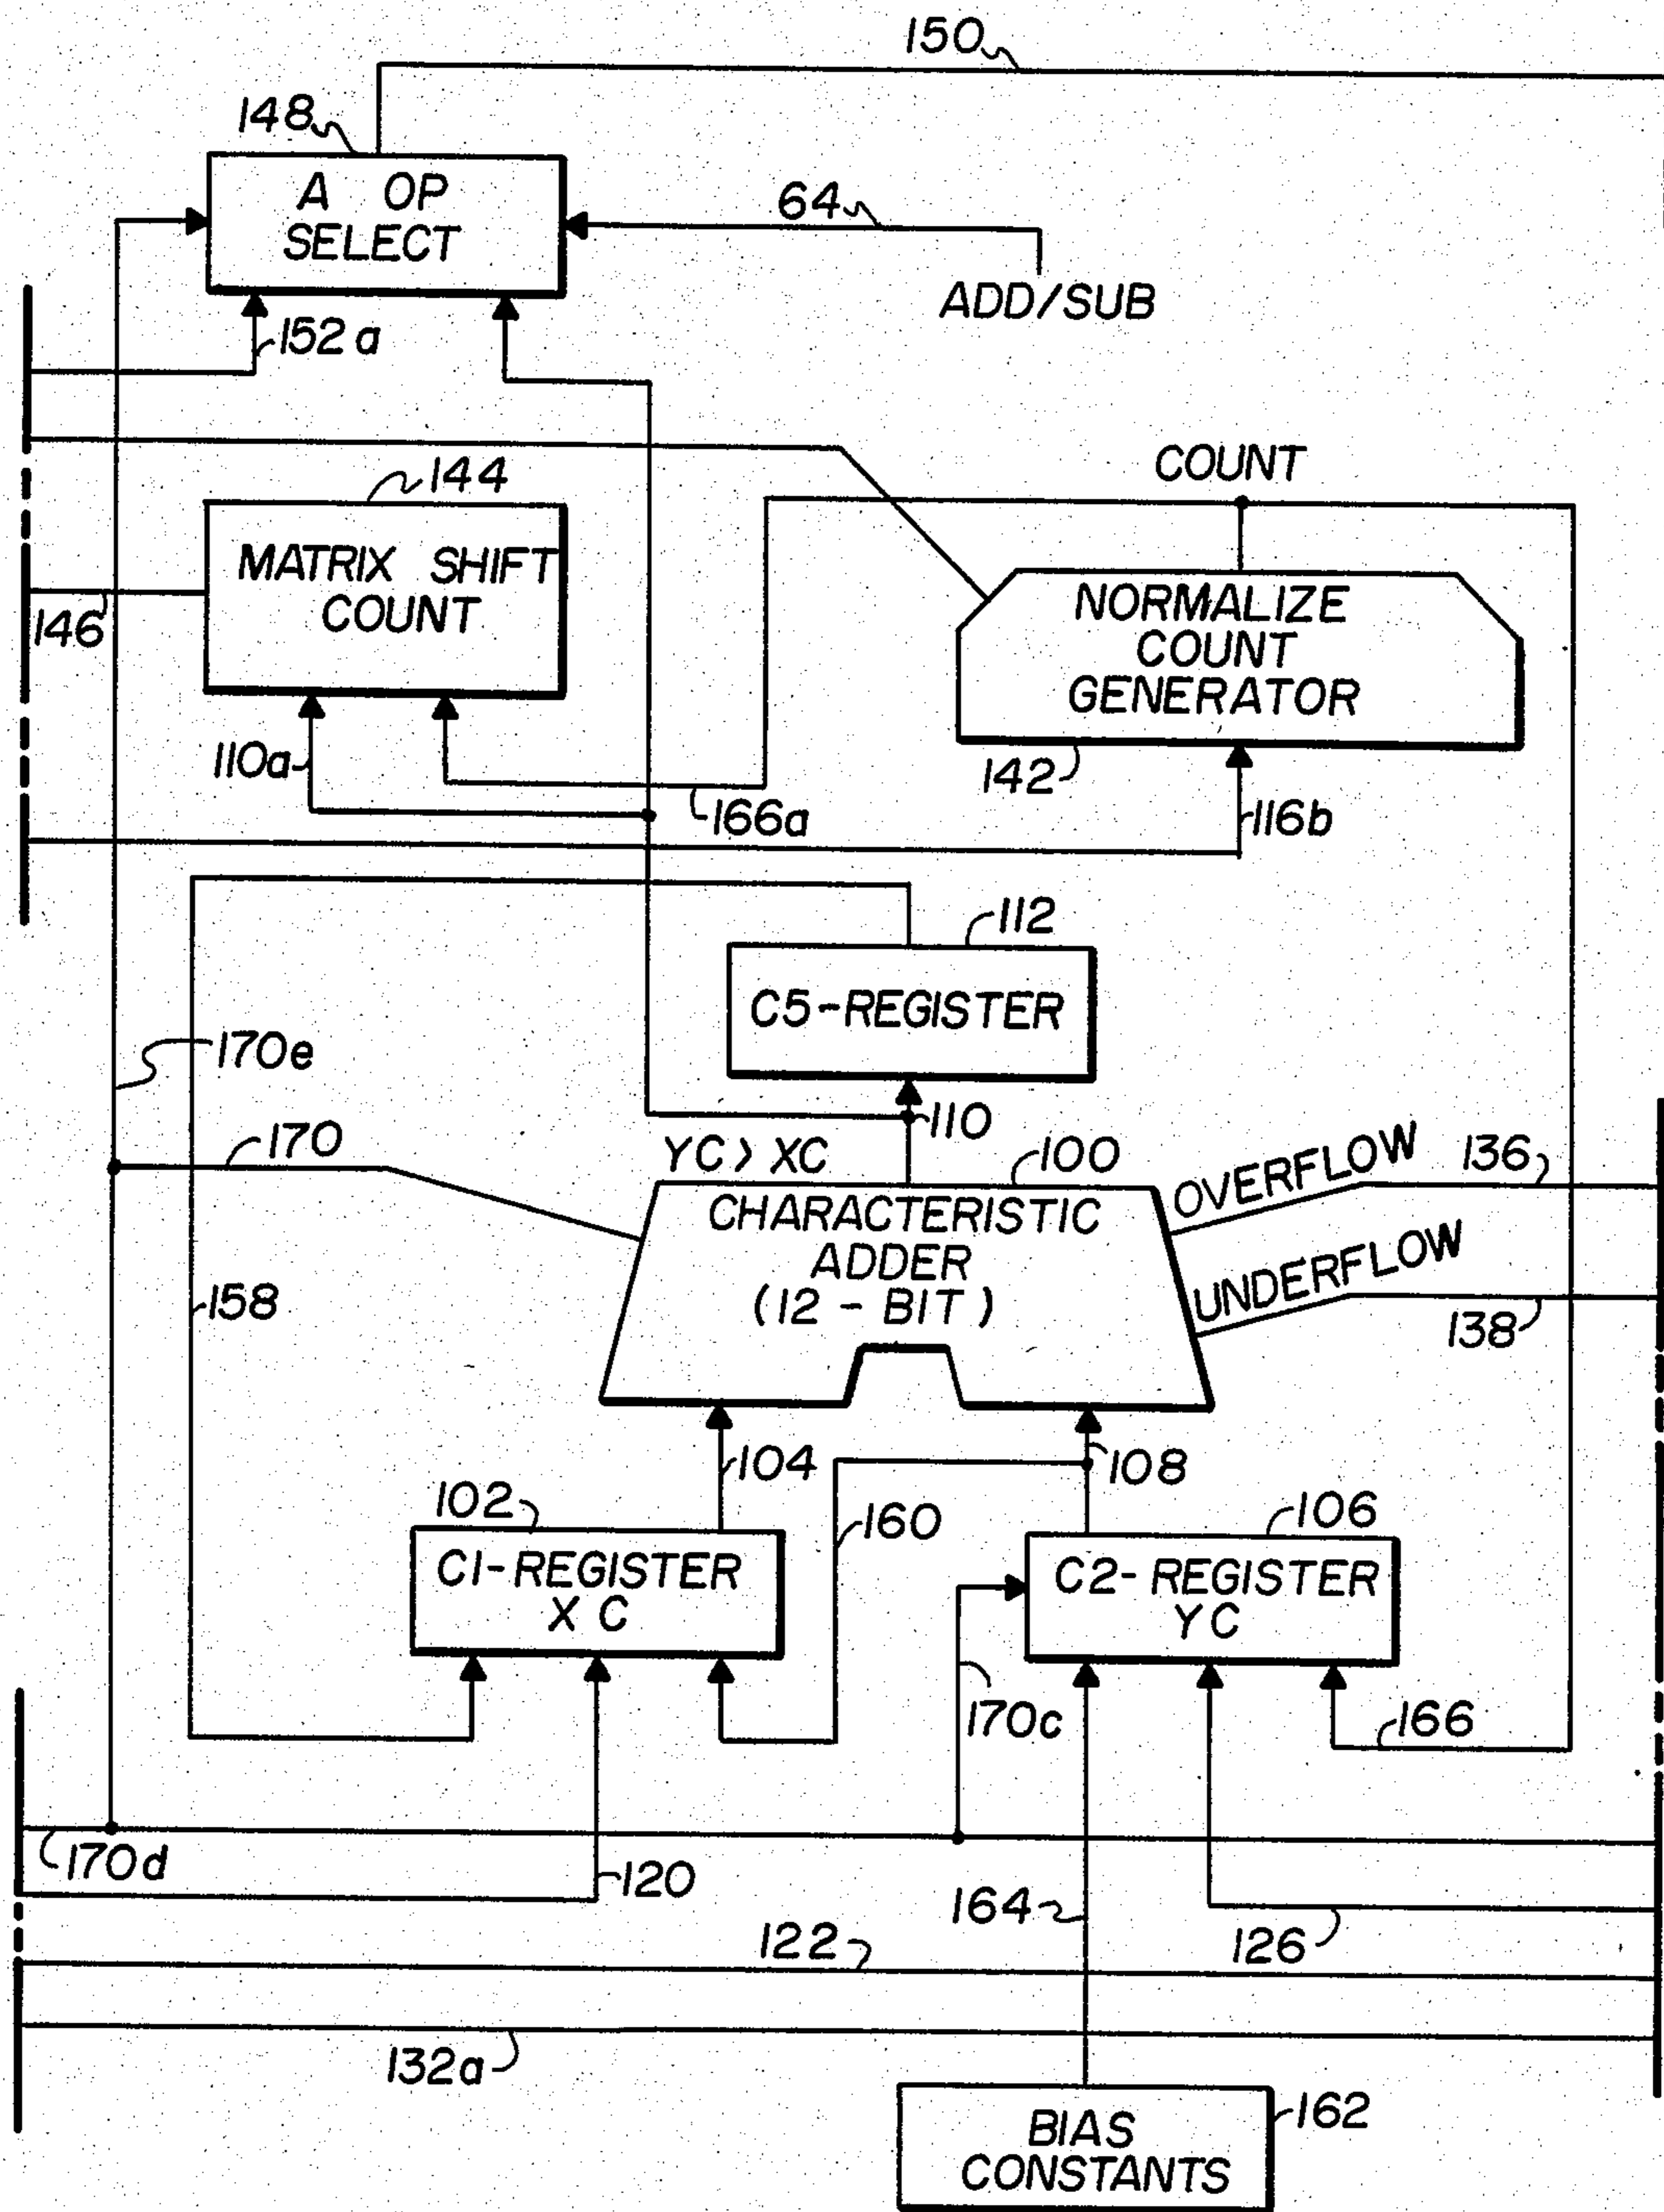 150
148
A OP
SELECT
64
ADD/SUB
152a
144
COUNT
MATRIX SHIFT
COUNT
146
NORMALIZE
COUNT
GENERATOR
110a
142
166a
116b
112
C5-REGISTER
170e
110
170
YC > XC
100
OVERFLOW
136
CHARACTERISTIC
ADDER
(12-BIT)
UNDERFLOW
138
158
104
108
102
160
106
C1-REGISTER
X C
C2-REGISTER
YC
170c
166
170d
120
164
126
122
132a
BIAS
CONSTANTS
162